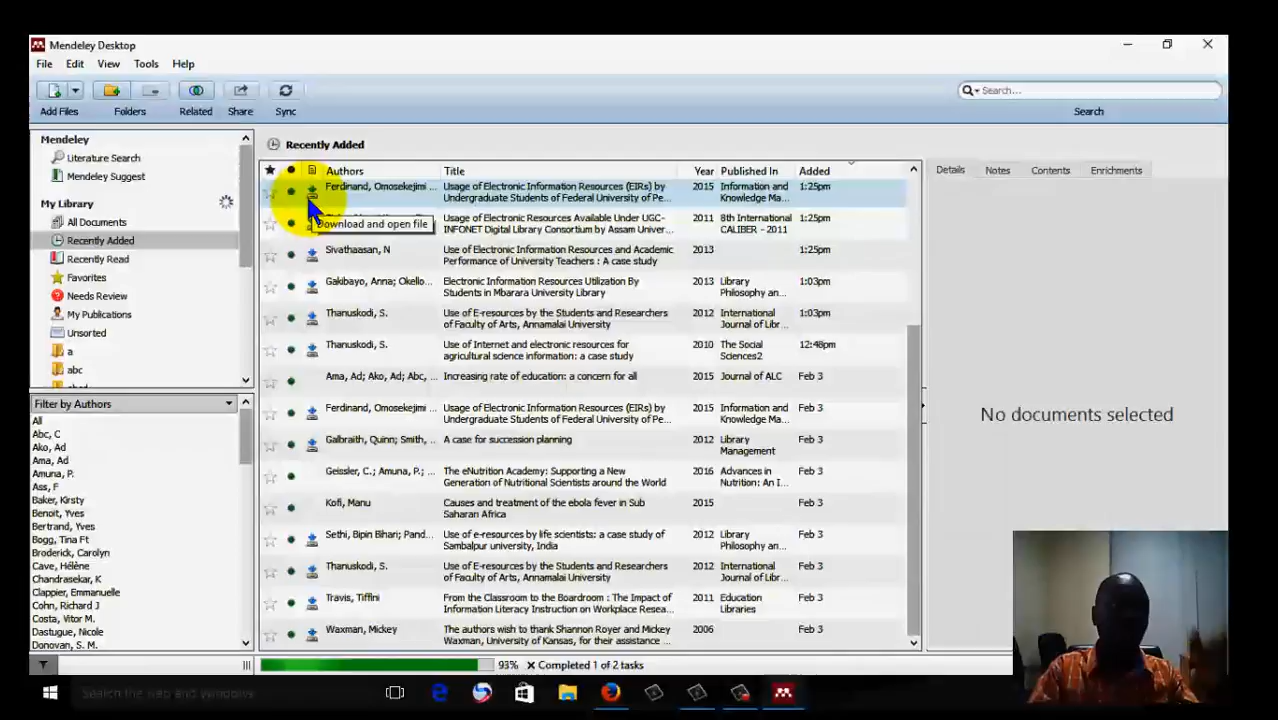 Mendeley Desktop
File Edit View Tools Help
Add Files Folders Related Share Sync
Search...
Search
Mendeley
Literature Search
Mendeley Suggest
My Library
All Documents
Recently Added
Recently Read
Favorites
Needs Review
My Publications
Unsorted
a
abc
Filter by Authors
All
Abc, C
Ako, Ad
Ama, Ad
Amuna, P.
Ass, F
Baker, Kirsty
Benoit, Yves
Bertrand, Yves
Bogg, Tina Ft
Broderick, Carolyn
Cave, Hélène
Chandrasekar, K
Clappier, Emmanuelle
Cohn, Richard J
Costa, Vitor M.
Dastugue, Nicole
Donovan, S. M.
Recently Added
Authors Title Year Published In Added
Ferdinand, Omosekejimi ... Usage of Electronic Information Resources (EIRs) by 2015 Information and 1:25pm
Undergraduate Students of Federal University of Pe... Knowledge Ma...
Download and open file
Usage of Electronic Resources Available Under UGC- 2011 8th International 1:25pm
INFONET Digital Library Consortium by Assam Univer... CALIBER - 2011
Sivathaasan, N Use of Electronic Information Resources and Academic 2013 1:25pm
Performance of University Teachers : A case study
Gakibayo, Anna; Okello... Electronic Information Resources Utilization By 2013 Library 1:03pm
Students in Mbarara University Library Philosophy an...
Thanuskodi, S. Use of E-resources by the Students and Researchers 2012 International 1:03pm
of Faculty of Arts, Annamalai University Journal of Libr...
Thanuskodi, S. Use of Internet and electronic resources for 2010 The Social 12:48pm
agricultural science information: a case study Sciences2
Ama, Ad; Ako, Ad; Abc, ... Increasing rate of education: a concern for all 2015 Journal of ALC Feb 3
Ferdinand, Omosekejimi ... Usage of Electronic Information Resources (EIRs) by 2015 Information and Feb 3
Undergraduate Students of Federal University of Pe... Knowledge Ma...
Galbraith, Quinn; Smith, ... A case for succession planning 2012 Library Feb 3
Management
Geissler, C.; Amuna, P.; ... The eNutrition Academy: Supporting a New 2016 Advances in Feb 3
Generation of Nutritional Scientists around the World Nutrition: An I...
Kofi, Manu Causes and treatment of the ebola fever in Sub 2015 Feb 3
Saharan Africa
Sethi, Bipin Bihari; Pand... Use of e-resources by life scientists: a case study of 2012 Library Feb 3
Sambalpur university, India Philosophy an...
Thanuskodi, S. Use of E-resources by the Students and Researchers 2012 International Feb 3
of Faculty of Arts, Annamalai University Journal of Libr...
Travis, Tiffini From the Classroom to the Boardroom : The Impact of 2011 Education Feb 3
Information Literacy Instruction on Workplace Resea... Libraries
Waxman, Mickey The authors wish to thank Shannon Royer and Mickey 2006 Feb 3
Waxman, University of Kansas, for their assistance ...
Details Notes Contents Enrichments
No documents selected
93% Completed 1 of 2 tasks
Search the web and Windows